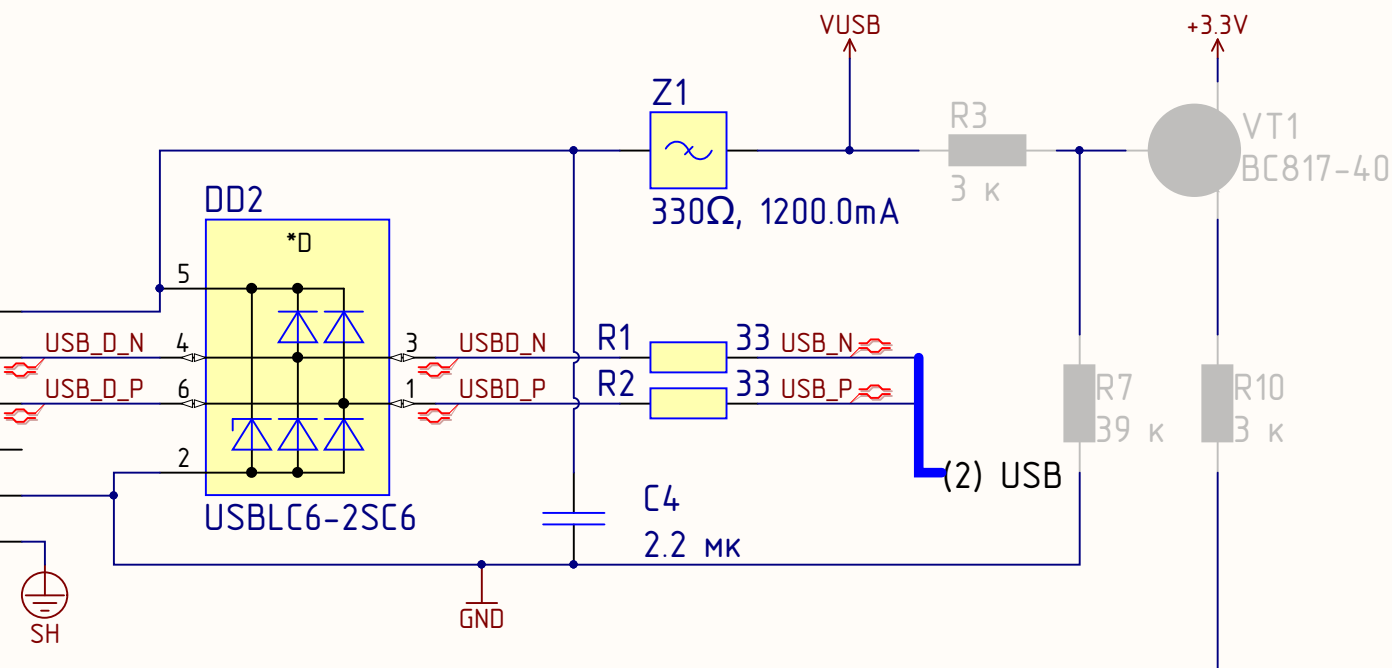 VUSB
+3.3V
Z1
R3
VT1
BC817-40
3 к
330Ω, 1200.0mA
DD2
*D
5
USB_D_N
4
3
USBD_N
R1
33
USB_N
USB_D_P
6
1
USBD_P
R2
33
USB_P
R7
39 к
R10
3 к
2
(2) USB
USBLC6-2SC6
C4
2.2 мк
GND
SH